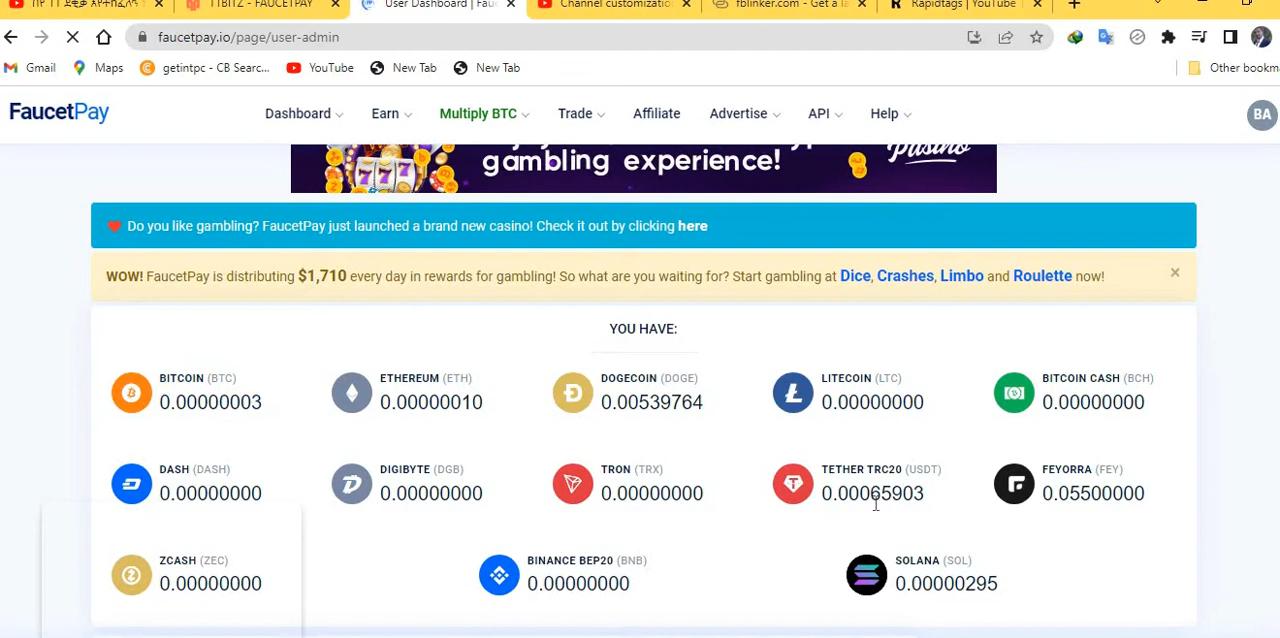 11BITZ - FAUCETPAY
User Dashboard | Fauc
Channel customizatio
fblinker.com - Get a la
Rapidtags | YouTube
faucetpay.io/page/user-admin
Gmail Maps getintpc - CB Searc... YouTube New Tab New Tab Other bookm
FaucetPay Dashboard Earn Multiply BTC Trade Affiliate Advertise API Help BA
gambling experience!
Do you like gambling? FaucetPay just launched a brand new casino! Check it out by clicking here
WOW! FaucetPay is distributing $1,710 every day in rewards for gambling! So what are you waiting for? Start gambling at Dice, Crashes, Limbo and Roulette now! ×
YOU HAVE:
BITCOIN (BTC)
0.00000003
ETHEREUM (ETH)
0.00000010
DOGECOIN (DOGE)
0.00539764
LITECOIN (LTC)
0.00000000
BITCOIN CASH (BCH)
0.00000000
DASH (DASH)
0.00000000
DIGIBYTE (DGB)
0.00000000
TRON (TRX)
0.00000000
TETHER TRC20 (USDT)
0.00065903
FEYORRA (FEY)
0.05500000
ZCASH (ZEC)
0.00000000
BINANCE BEP20 (BNB)
0.00000000
SOLANA (SOL)
0.00000295